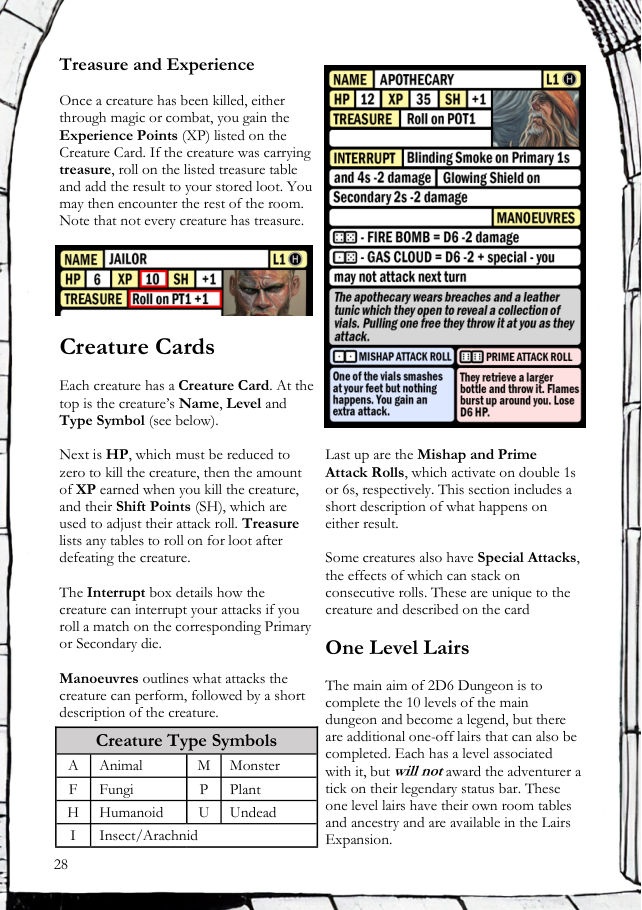 Treasure and Experience
Once a creature has been killed, either
through magic or combat, you gain the
Experience Points (XP) listed on the
Creature Card. If the creature was carrying
treasure, roll on the listed treasure table
and add the result to your stored loot. You
may then encounter the rest of the room.
Note that not every creature has treasure.
NAME JAILOR L1 H
HP 6 XP 10 SH +1
TREASURE Roll on PT1 +1
Creature Cards
Each creature has a Creature Card. At the
top is the creature's Name, Level and
Type Symbol (see below).
Next is HP, which must be reduced to
zero to kill the creature, then the amount
of XP earned when you kill the creature,
and their Shift Points (SH), which are
used to adjust their attack roll. Treasure
lists any tables to roll on for loot after
defeating the creature.
The Interrupt box details how the
creature can interrupt your attacks if you
roll a match on the corresponding Primary
or Secondary die.
Manoeuvres outlines what attacks the
creature can perform, followed by a short
description of the creature.
Creature Type Symbols
A Animal M Monster
F Fungi P Plant
H Humanoid U Undead
I Insect/Arachnid
28
NAME APOTHECARY L1 H
HP 12 XP 35 SH +1
TREASURE Roll on POT1
INTERRUPT Blinding Smoke on Primary 1s
and 4s -2 damage Glowing Shield on
Secondary 2s -2 damage
MANOEUVRES
- FIRE BOMB = D6 -2 damage
- GAS CLOUD = D6 -2 + special - you
may not attack next turn
The apothecary wears breaches and a leather
tunic which they open to reveal a collection of
vials. Pulling one free they throw it at you as they
attack.
MISHAP ATTACK ROLL
One of the vials smashes
at your feet but nothing
happens. You gain an
extra attack.
PRIME ATTACK ROLL
They retrieve a larger
bottle and throw it. Flames
burst up around you. Lose
D6 HP.
Last up are the Mishap and Prime
Attack Rolls, which activate on double 1s
or 6s, respectively. This section includes a
short description of what happens on
either result.
Some creatures also have Special Attacks,
the effects of which can stack on
consecutive rolls. These are unique to the
creature and described on the card
One Level Lairs
The main aim of 2D6 Dungeon is to
complete the 10 levels of the main
dungeon and become a legend, but there
are additional one-off lairs that can also be
completed. Each has a level associated
with it, but will not award the adventurer a
tick on their legendary status bar. These
one level lairs have their own room tables
and ancestry and are available in the Lairs
Expansion.